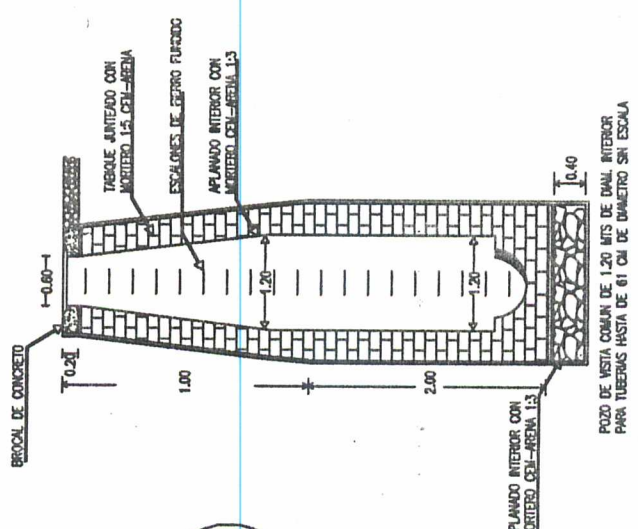 BROCAL DE CONCRETO
0.60
TABIQUE JUNTEADO CON
MORTERO 1:5 CEM-ARENA
ESCALONES DE FIERRO FUNDIDO
APLANADO INTERIOR CON
MORTERO CEM-ARENA 1:3
0.20
1.00
1.20
1.20
2.00
0.40
PLANADO INTERIOR CON
ORTERO CEM-ARENA 1:3
POZO DE VISITA COMUN DE 1.20 MTS DE DIAM. INTERIOR
PARA TUBERIAS HASTA DE 61 CM DE DIAMETRO SIN ESCALA